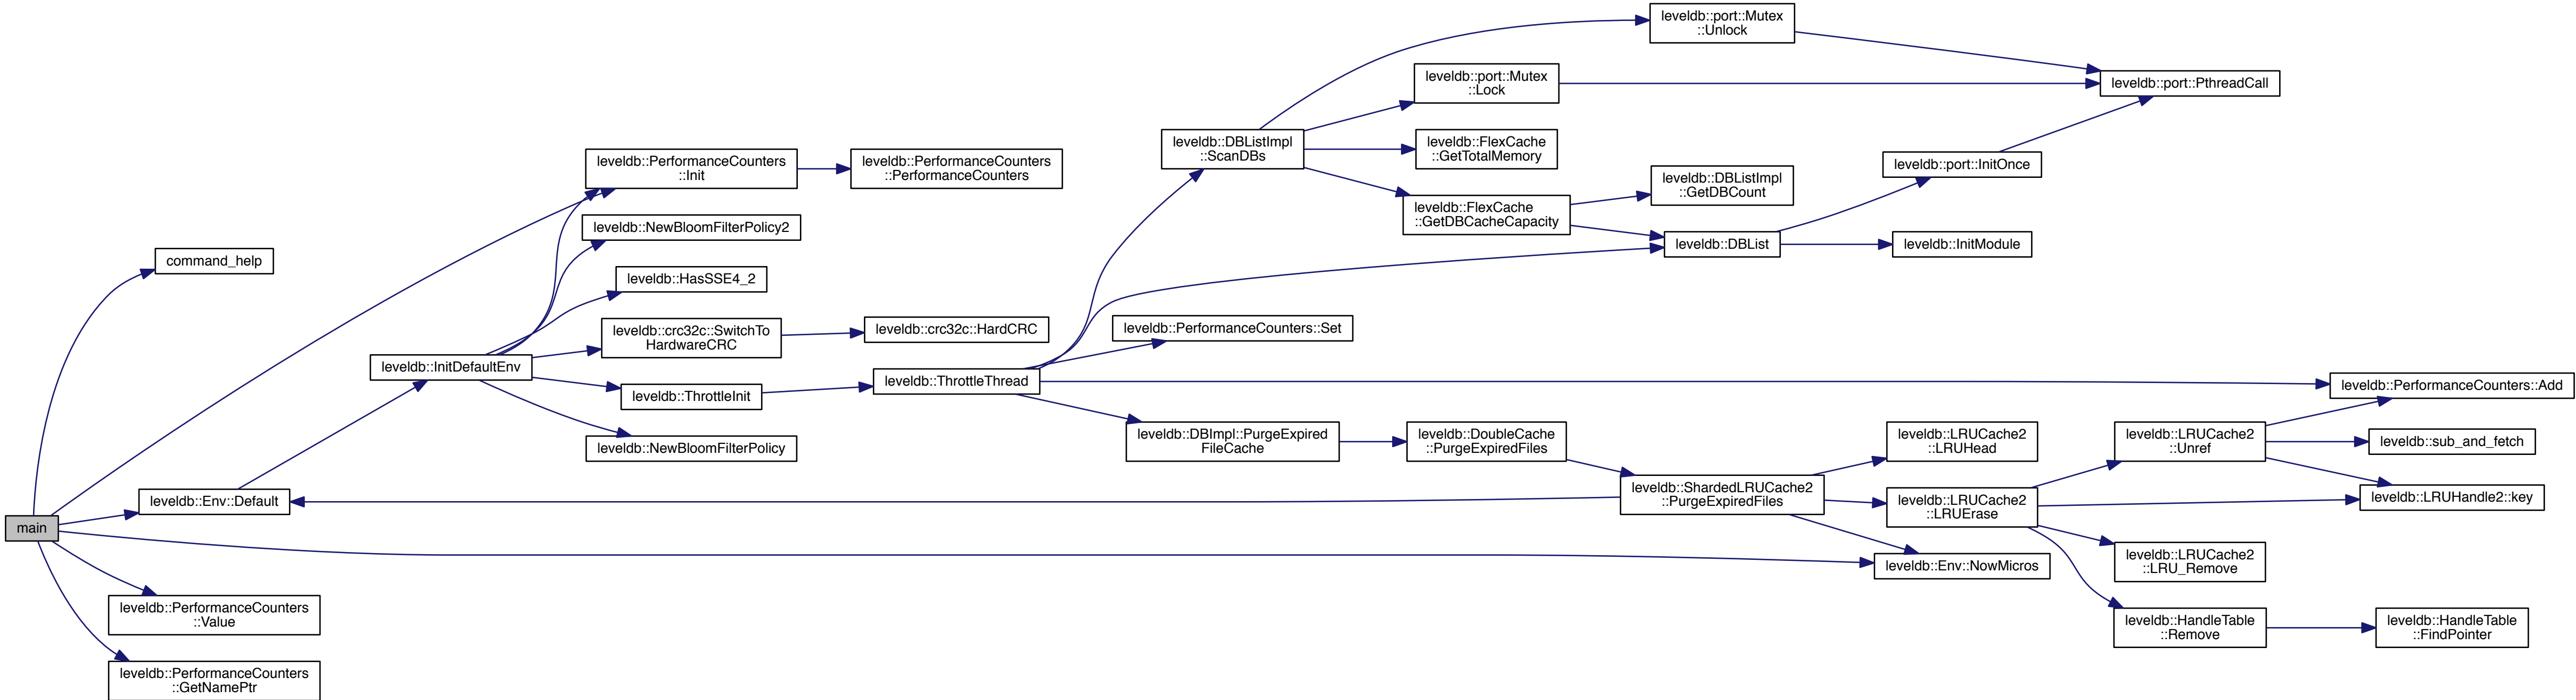 main
command_help
leveldb::Env::Default
leveldb::PerformanceCounters
::Value
leveldb::PerformanceCounters
::GetNamePtr
leveldb::InitDefaultEnv
leveldb::PerformanceCounters
::Init
leveldb::NewBloomFilterPolicy2
leveldb::HasSSE4_2
leveldb::crc32c::SwitchTo
HardwareCRC
leveldb::ThrottleInit
leveldb::NewBloomFilterPolicy
leveldb::PerformanceCounters
::PerformanceCounters
leveldb::crc32c::HardCRC
leveldb::ThrottleThread
leveldb::DBListImpl
::ScanDBs
leveldb::PerformanceCounters::Set
leveldb::DBImpl::PurgeExpired
FileCache
leveldb::port::Mutex
::Lock
leveldb::FlexCache
::GetTotalMemory
leveldb::FlexCache
::GetDBCacheCapacity
leveldb::DoubleCache
::PurgeExpiredFiles
leveldb::port::Mutex
::Unlock
leveldb::DBListImpl
::GetDBCount
leveldb::DBList
leveldb::ShardedLRUCache2
::PurgeExpiredFiles
leveldb::port::InitOnce
leveldb::InitModule
leveldb::LRUCache2
::LRUHead
leveldb::LRUCache2
::LRUErase
leveldb::Env::NowMicros
leveldb::port::PthreadCall
leveldb::LRUCache2
::Unref
leveldb::LRUCache2
::LRU_Remove
leveldb::HandleTable
::Remove
leveldb::PerformanceCounters::Add
leveldb::sub_and_fetch
leveldb::LRUHandle2::key
leveldb::HandleTable
::FindPointer